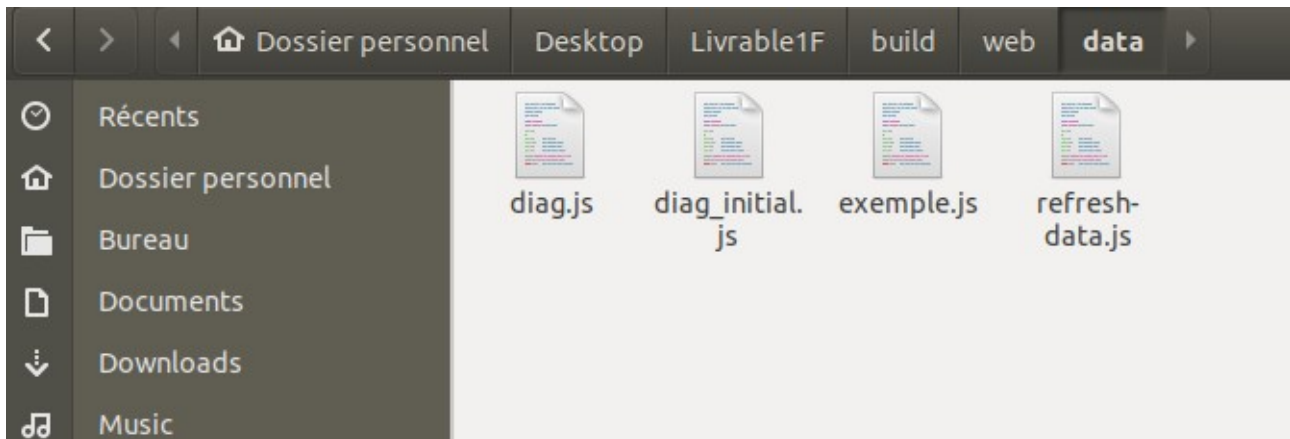 Dossier personnel Desktop Livrable1F build web data
Récents
Dossier personnel
Bureau
Documents
Downloads
Music
diag.js
diag_initial.
js
exemple.js
refresh-
data.js